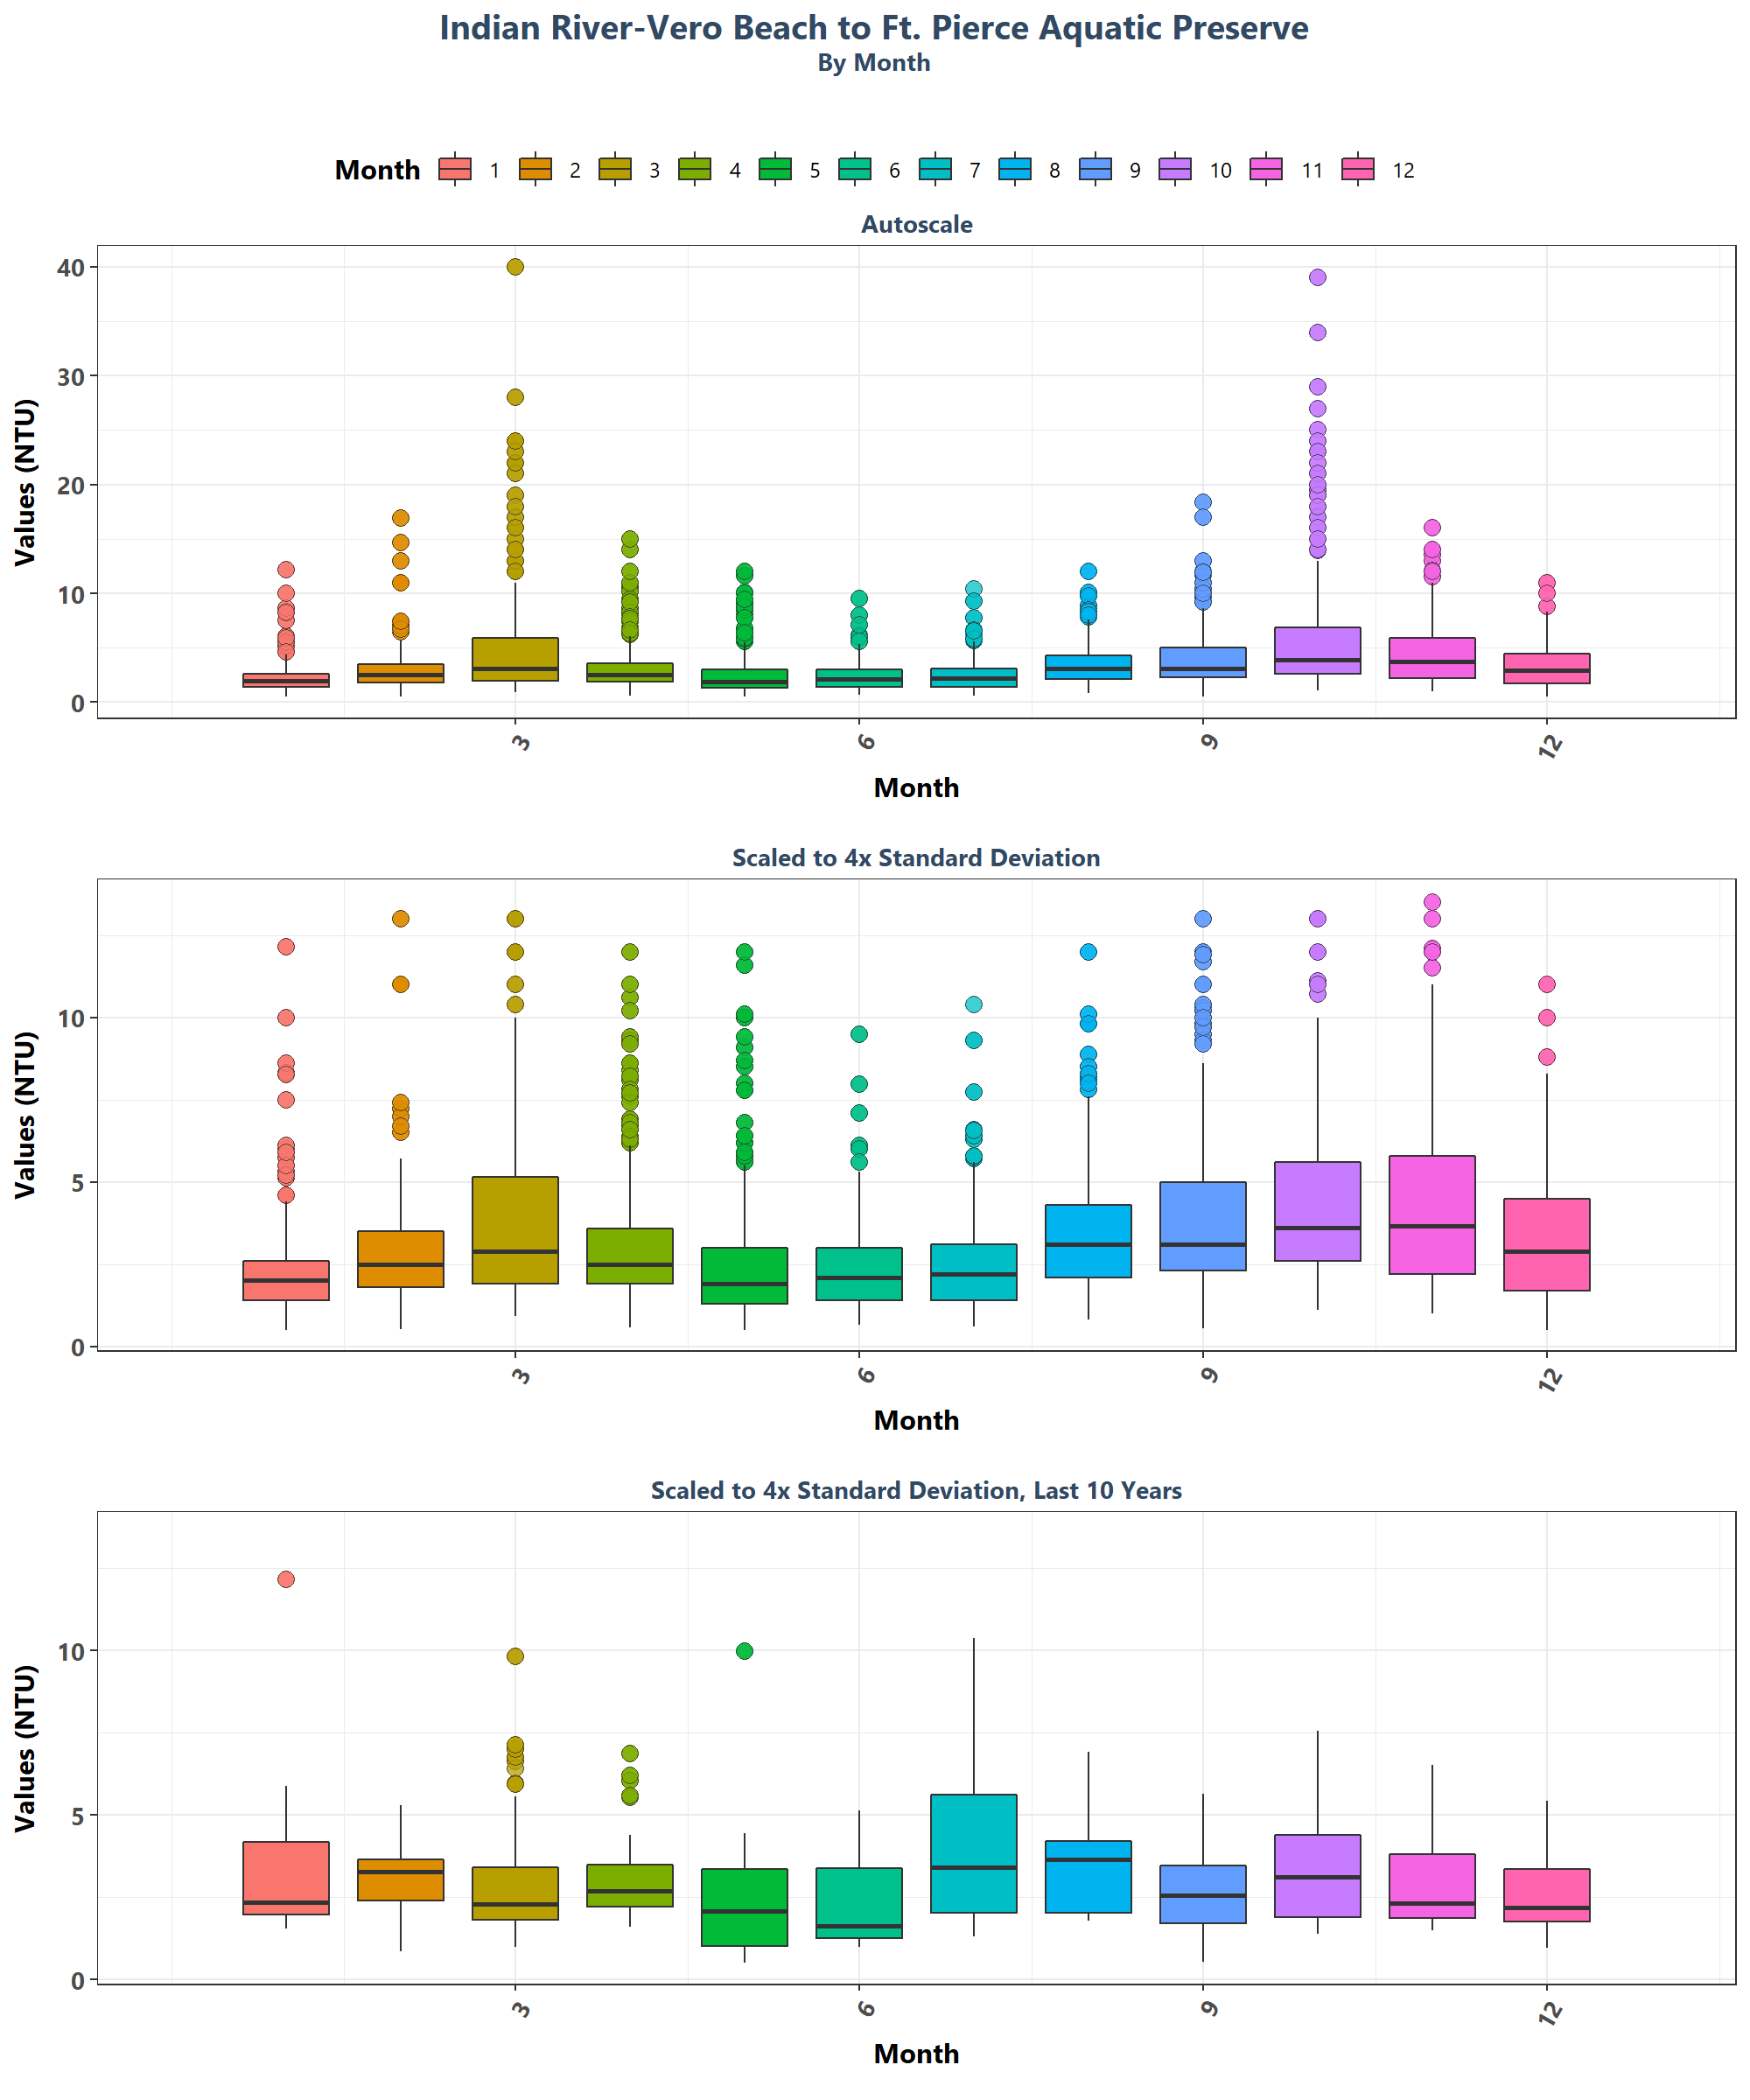 Indian River-Vero Beach to Ft. Pierce Aquatic Preserve
By Month
Month 1 2 3 4 5 6 7 8 9 10 11 12
Autoscale
Values (NTU)
40
30
20
10
0
3 6 9 12
Month
Scaled to 4x Standard Deviation
Values (NTU)
10
5
0
3 6 9 12
Month
Scaled to 4x Standard Deviation, Last 10 Years
Values (NTU)
10
5
0
3 6 9 12
Month